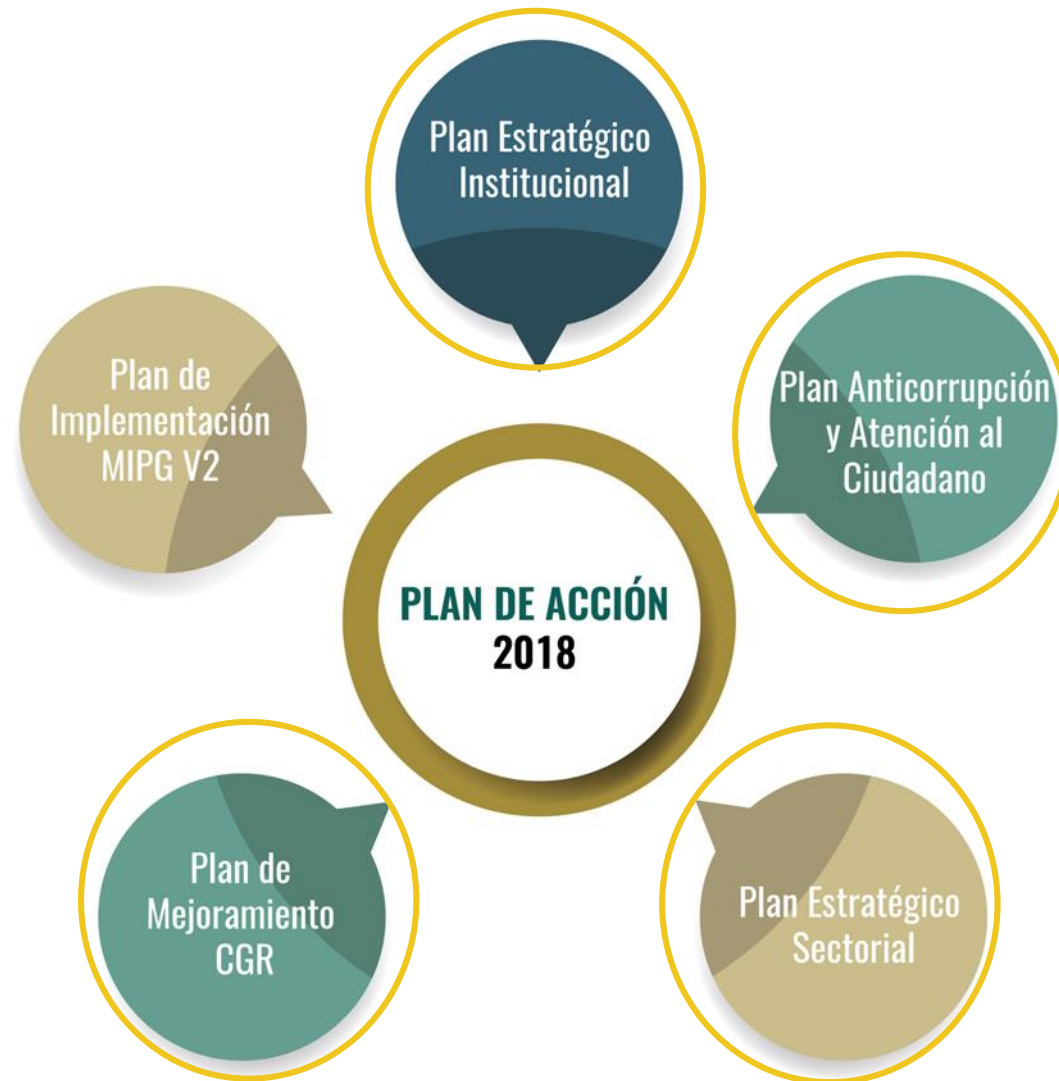 Plan Estratégico
Institucional
Plan de
Implementación
MIPG V2
Plan Anticorrupción
y Atención al
Ciudadano
PLAN DE ACCIÓN
2018
Plan de
Mejoramiento
CGR
Plan Estratégico
Sectorial